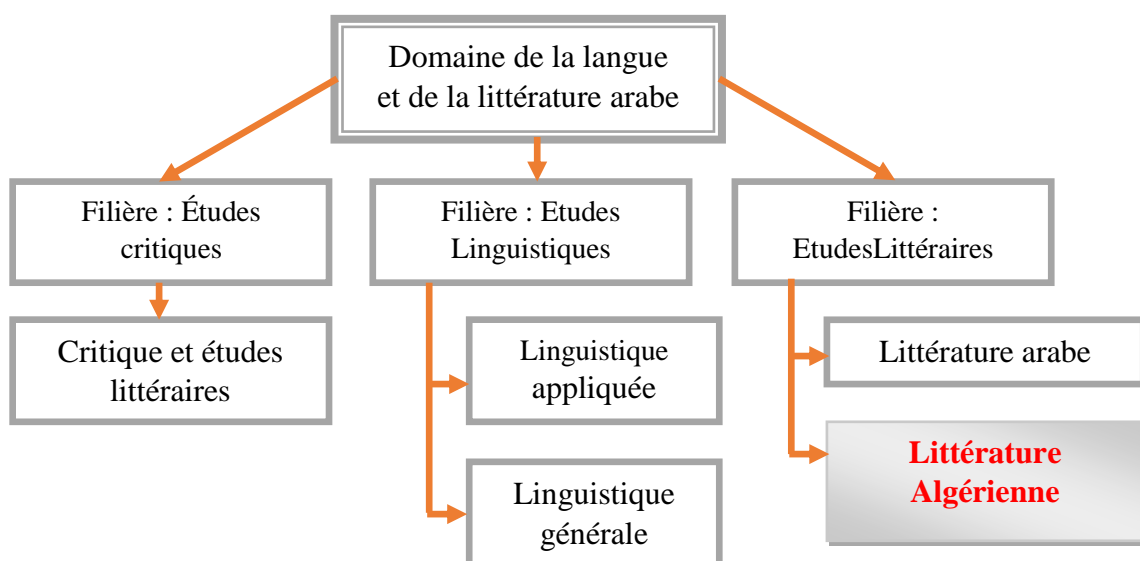 Domaine de la langue
et de la littérature arabe
Filière : Études
critiques
Filière : Etudes
Linguistiques
Filière :
EtudesLittéraires
Critique et études
littéraires
Linguistique
appliquée
Littérature arabe
Linguistique
générale
Littérature
Algérienne